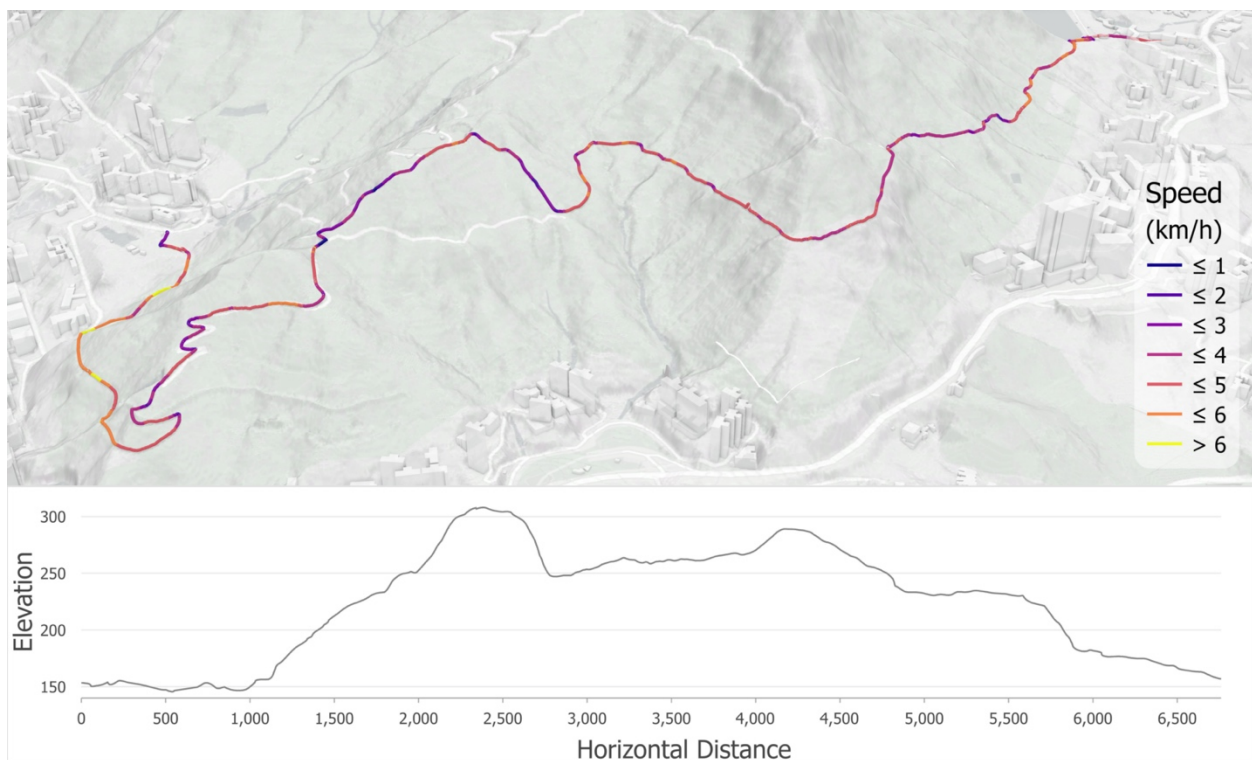 Speed
(km/h)
≤ 1
≤ 2
≤ 3
≤ 4
≤ 5
≤ 6
> 6
300
250
200
150
Elevation
0 500 1,000 1,500 2,000 2,500 3,000 3,500 4,000 4,500 5,000 5,500 6,000 6,500
Horizontal Distance